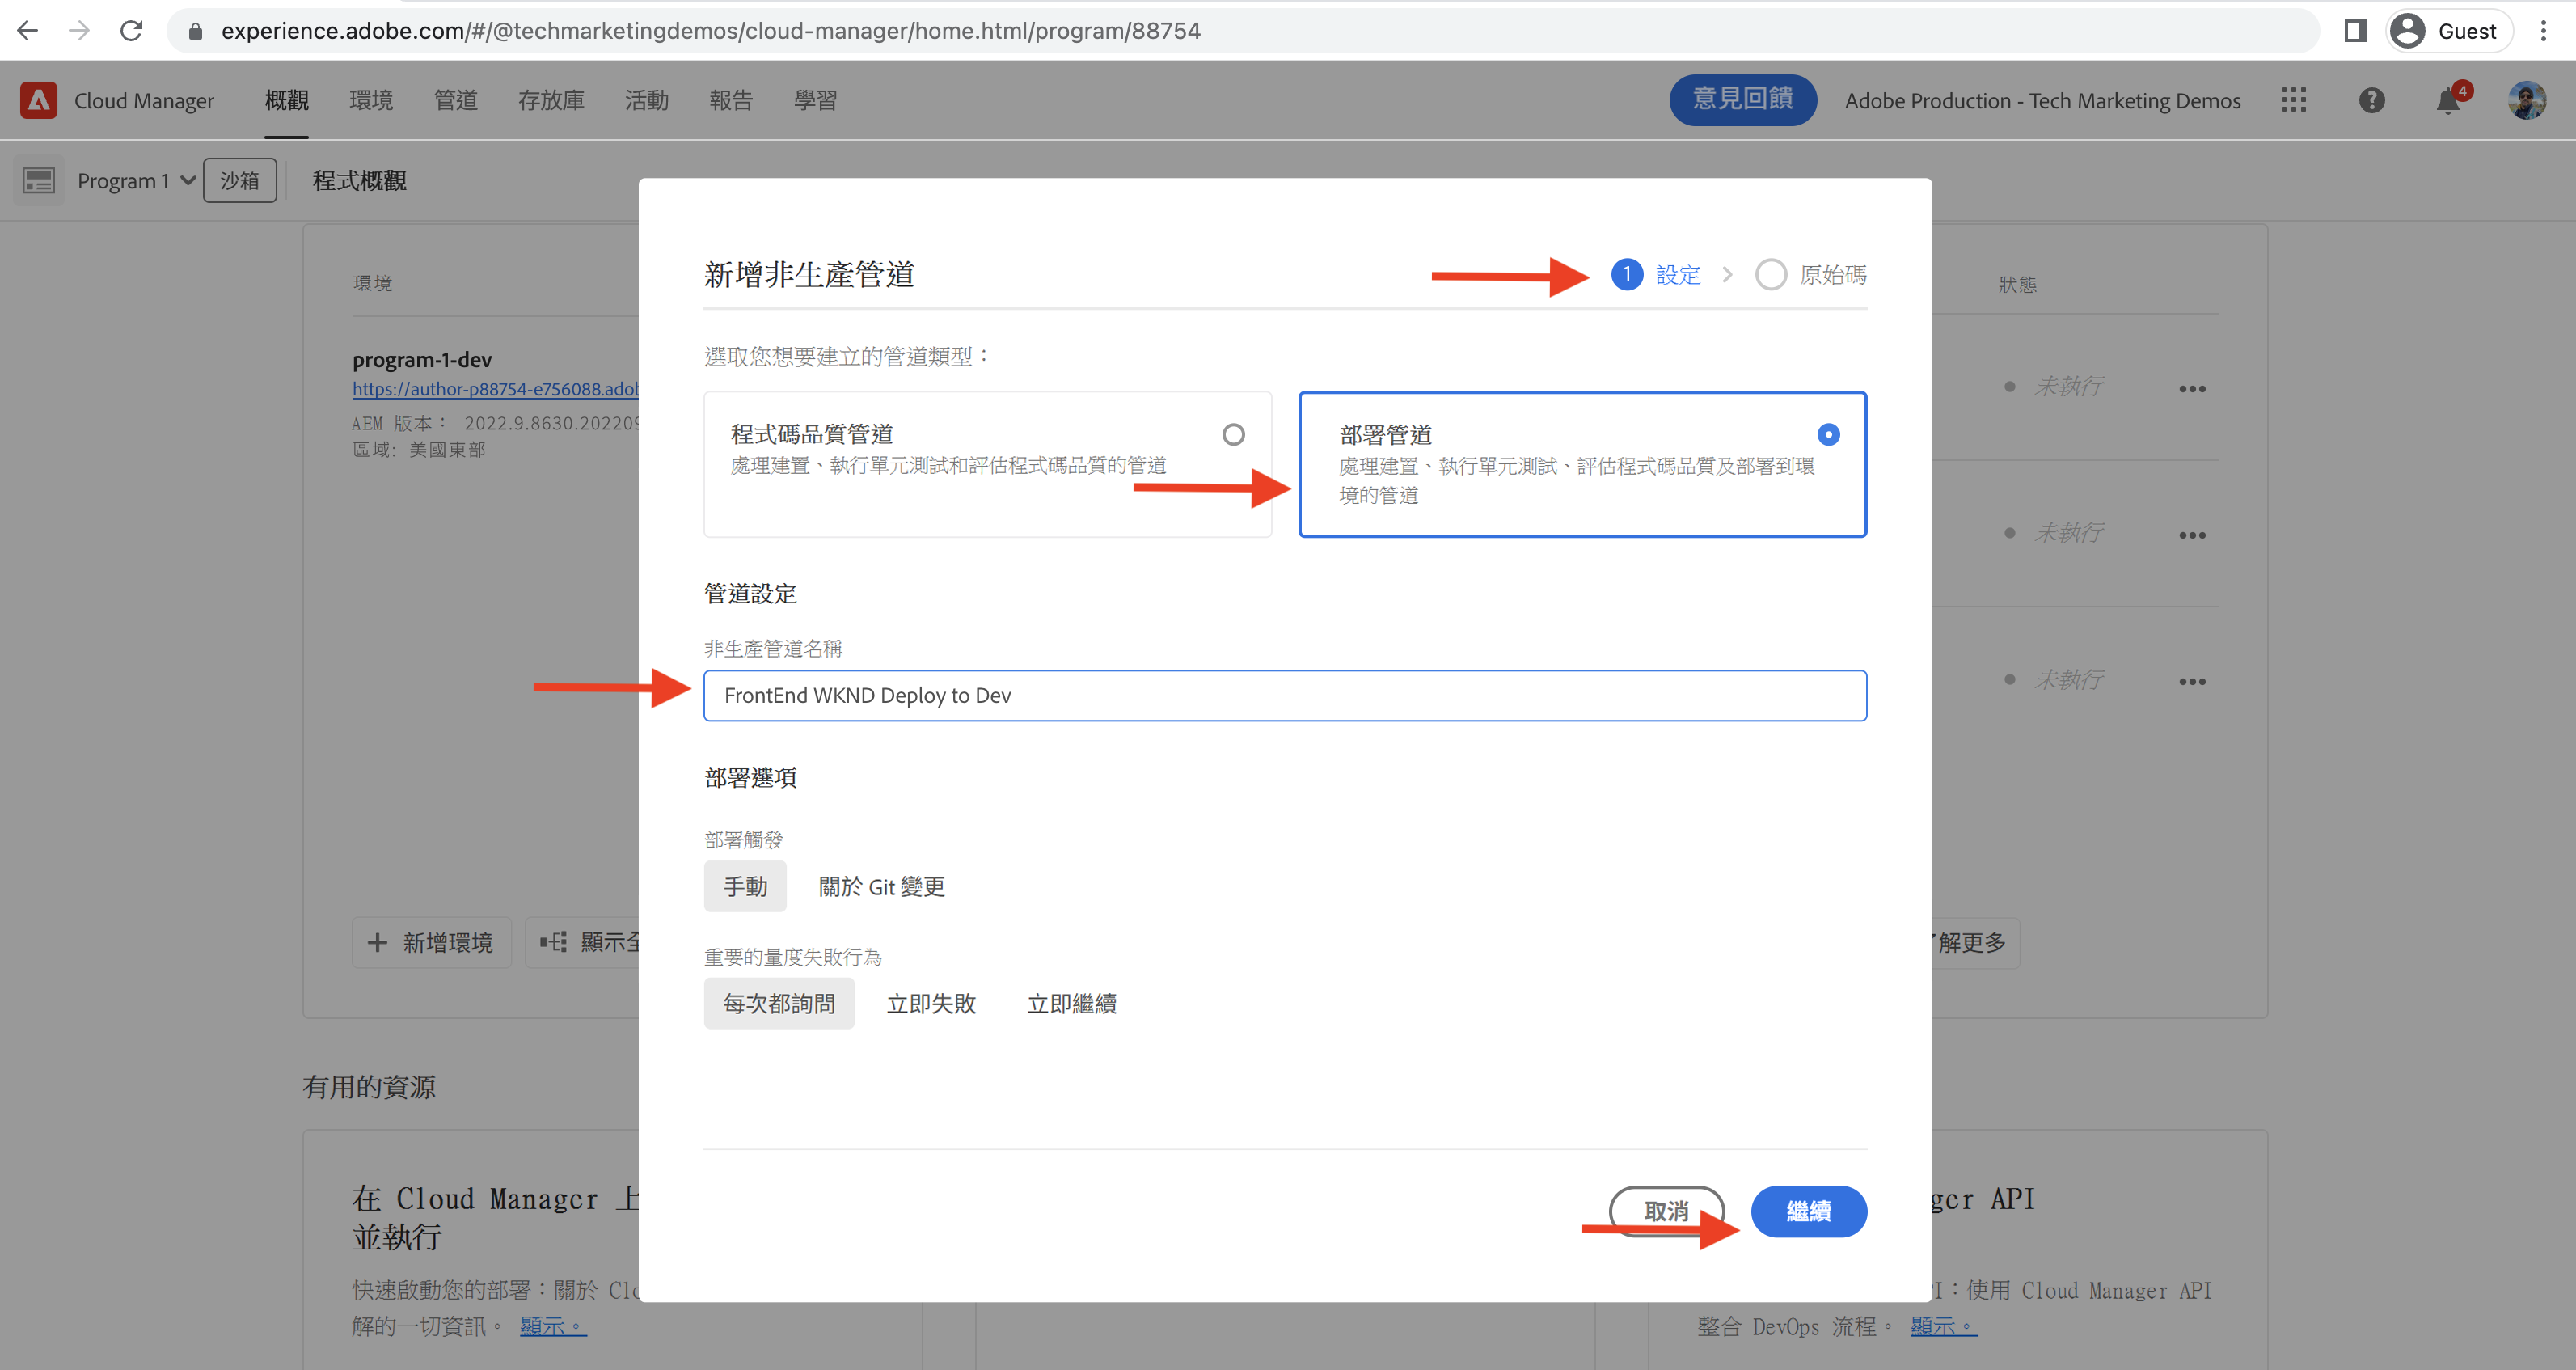 experience.adobe.com/#/@techmarketingdemos/cloud-manager/home.html/program/88754
Guest
Cloud Manager
概觀
環境
管道
存放庫
活動
報告
學習
意見回饋
Adobe Production - Tech Marketing Demos
4
Program 1
沙箱
程式概觀
環境
狀態
program-1-dev
https://author-p88754-e756088.adob
AEM 版本： 2022.9.8630.202209
區域: 美國東部
未執行
未執行
未執行
新增環境
顯示全
了解更多
新增非生產管道
1 設定
原始碼
選取您想要建立的管道類型：
程式碼品質管道
處理建置、執行單元測試和評估程式碼品質的管道
部署管道
處理建置、執行單元測試、評估程式碼品質及部署到環
境的管道
管道設定
非生產管道名稱
FrontEnd WKND Deploy to Dev
部署選項
部署觸發
手動
關於 Git 變更
重要的量度失敗行為
每次都詢問
立即失敗
立即繼續
取消
繼續
有用的資源
在 Cloud Manager 上
並執行
快速啟動您的部署：關於 Clo
解的一切資訊。 顯示。
ger API
I：使用 Cloud Manager API
整合 DevOps 流程。 顯示。